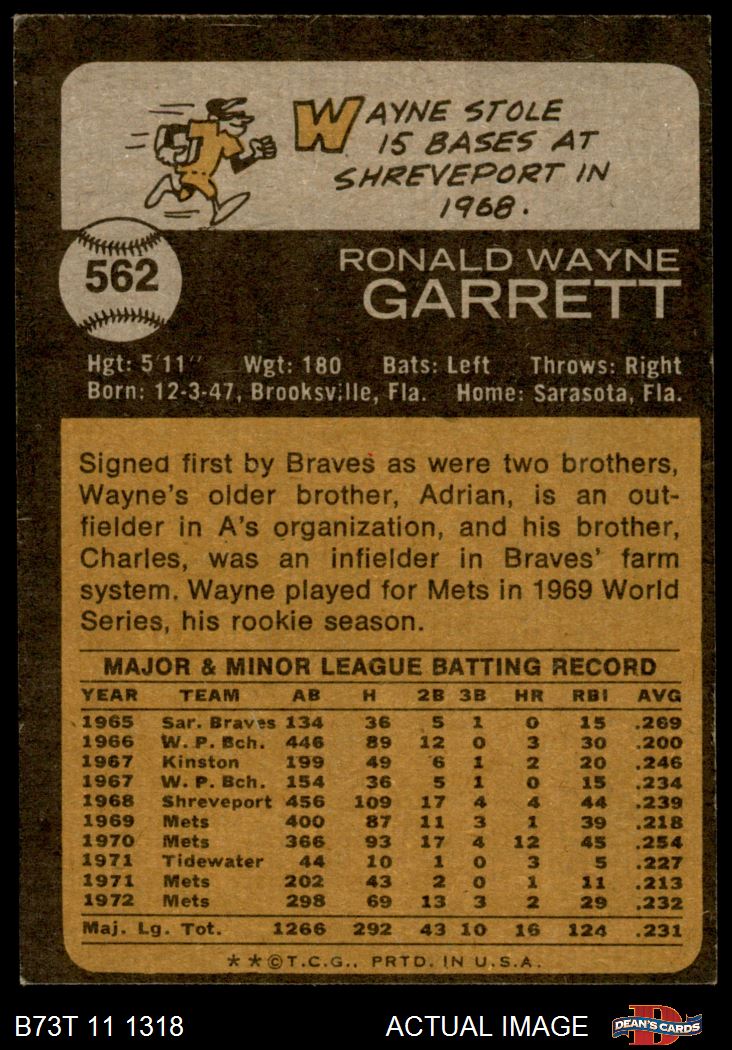 WAYNE STOLE
15 BASES AT
SHREVEPORT IN
1968.
562
RONALD WAYNE
GARRETT
Hgt: 5'11" Wgt: 180 Bats: Left Throws: Right
Born: 12-3-47, Brooksville, Fla. Home: Sarasota, Fla.
Signed first by Braves as were two brothers,
Wayne's older brother, Adrian, is an out-
fielder in A's organization, and his brother,
Charles, was an infielder in Braves' farm
system. Wayne played for Mets in 1969 World
Series, his rookie season.
MAJOR & MINOR LEAGUE BATTING RECORD
YEAR TEAM AB H 2B 3B HR RBI AVG
1965 Sar. Braves 134 36 5 1 0 15 .269
1966 W. P. Bch. 446 89 12 0 3 30 .200
1967 Kinston 199 49 6 1 2 20 .246
1967 W. P. Bch. 154 36 5 1 0 15 .234
1968 Shreveport 456 109 17 4 4 44 .239
1969 Mets 400 87 11 3 1 39 .218
1970 Mets 366 93 17 4 12 45 .254
1971 Tidewater 44 10 1 0 3 5 .227
1971 Mets 202 43 2 0 1 11 .213
1972 Mets 298 69 13 3 2 29 .232
Maj. Lg. Tot. 1266 292 43 10 16 124 .231
**©T.C.G., PRTD. IN U.S.A.
B73T 11 1318 ACTUAL IMAGE D DEAN'S CARDS